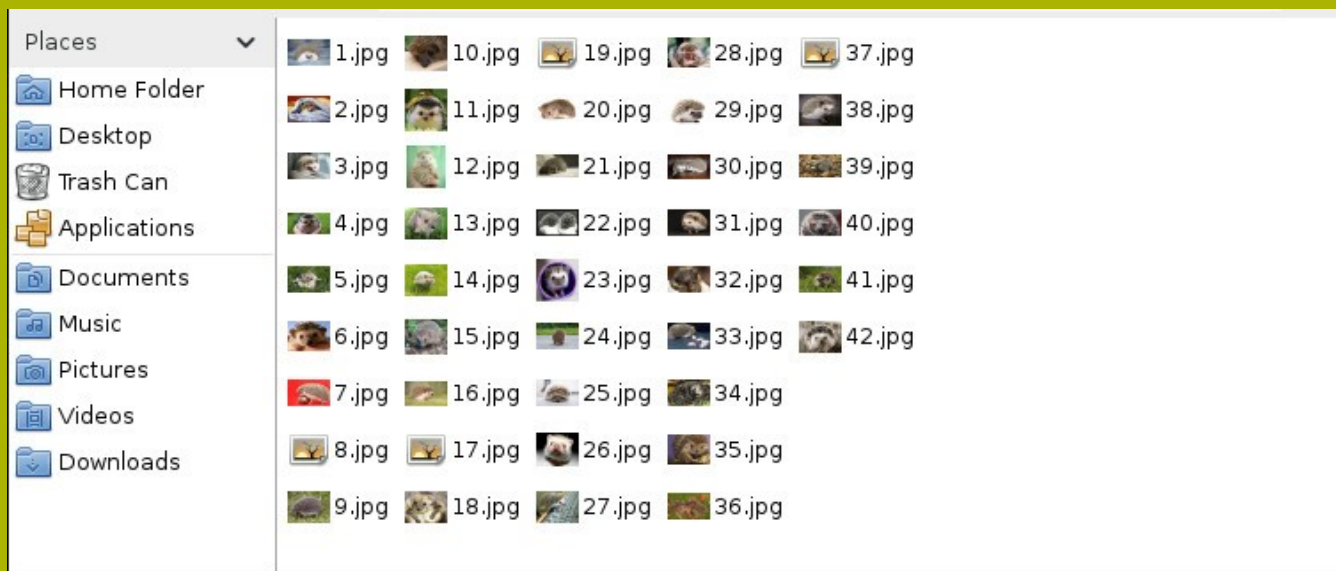 Places
Home Folder
Desktop
Trash Can
Applications
Documents
Music
Pictures
Videos
Downloads
1.jpg 10.jpg 19.jpg 28.jpg 37.jpg
2.jpg 11.jpg 20.jpg 29.jpg 38.jpg
3.jpg 12.jpg 21.jpg 30.jpg 39.jpg
4.jpg 13.jpg 22.jpg 31.jpg 40.jpg
5.jpg 14.jpg 23.jpg 32.jpg 41.jpg
6.jpg 15.jpg 24.jpg 33.jpg 42.jpg
7.jpg 16.jpg 25.jpg 34.jpg
8.jpg 17.jpg 26.jpg 35.jpg
9.jpg 18.jpg 27.jpg 36.jpg